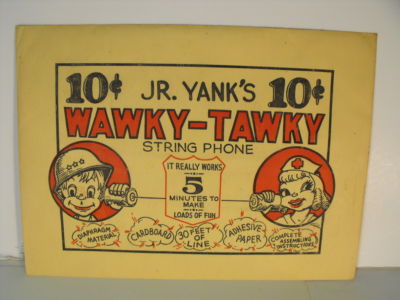 10¢ JR. YANK'S 10¢
WAWKY-TAWKY
STRING PHONE
IT REALLY WORKS
5
MINUTES TO
MAKE
LOADS OF FUN
DIAPHRAGM
MATERIAL
CARDBOARD
30 FEET
OF
LINE
ADHESIVE
PAPER
COMPLETE
ASSEMBLING
INSTRUCTIONS